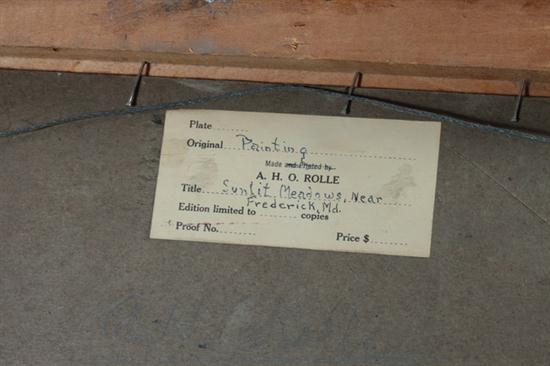 Plate........
Original Painting
Made and Printed by
A. H. O. ROLLE
Title Sunlit Meadows, Near
Frederick, Md.
Edition limited to ........ copies
Proof No......... Price $........